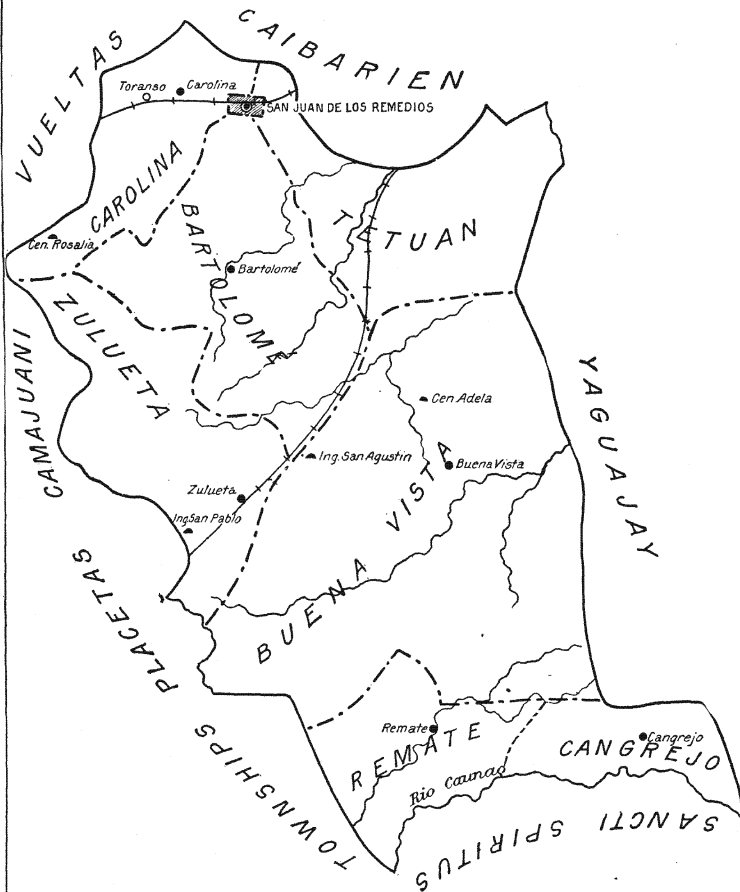 CAIBARIEN
VUELTAS
Toranso
Carolina
SAN JUAN DE LOS REMEDIOS
CAROLINA
BARTOLOME
TETUAN
Cen. Rosalia
Bartolomé
ZULUETA
CAMAJUANI
YAGUAJAY
Cen. Adela
Ing. San Agustin
Buena Vista
Zulueta
Ing. San Pablo
BUENA VISTA
TOWNSHIPS PLACETAS
Remate
REMATE
Cangrejo
CANGREJO
Rio Caunao
SANCTI SPIRITUS